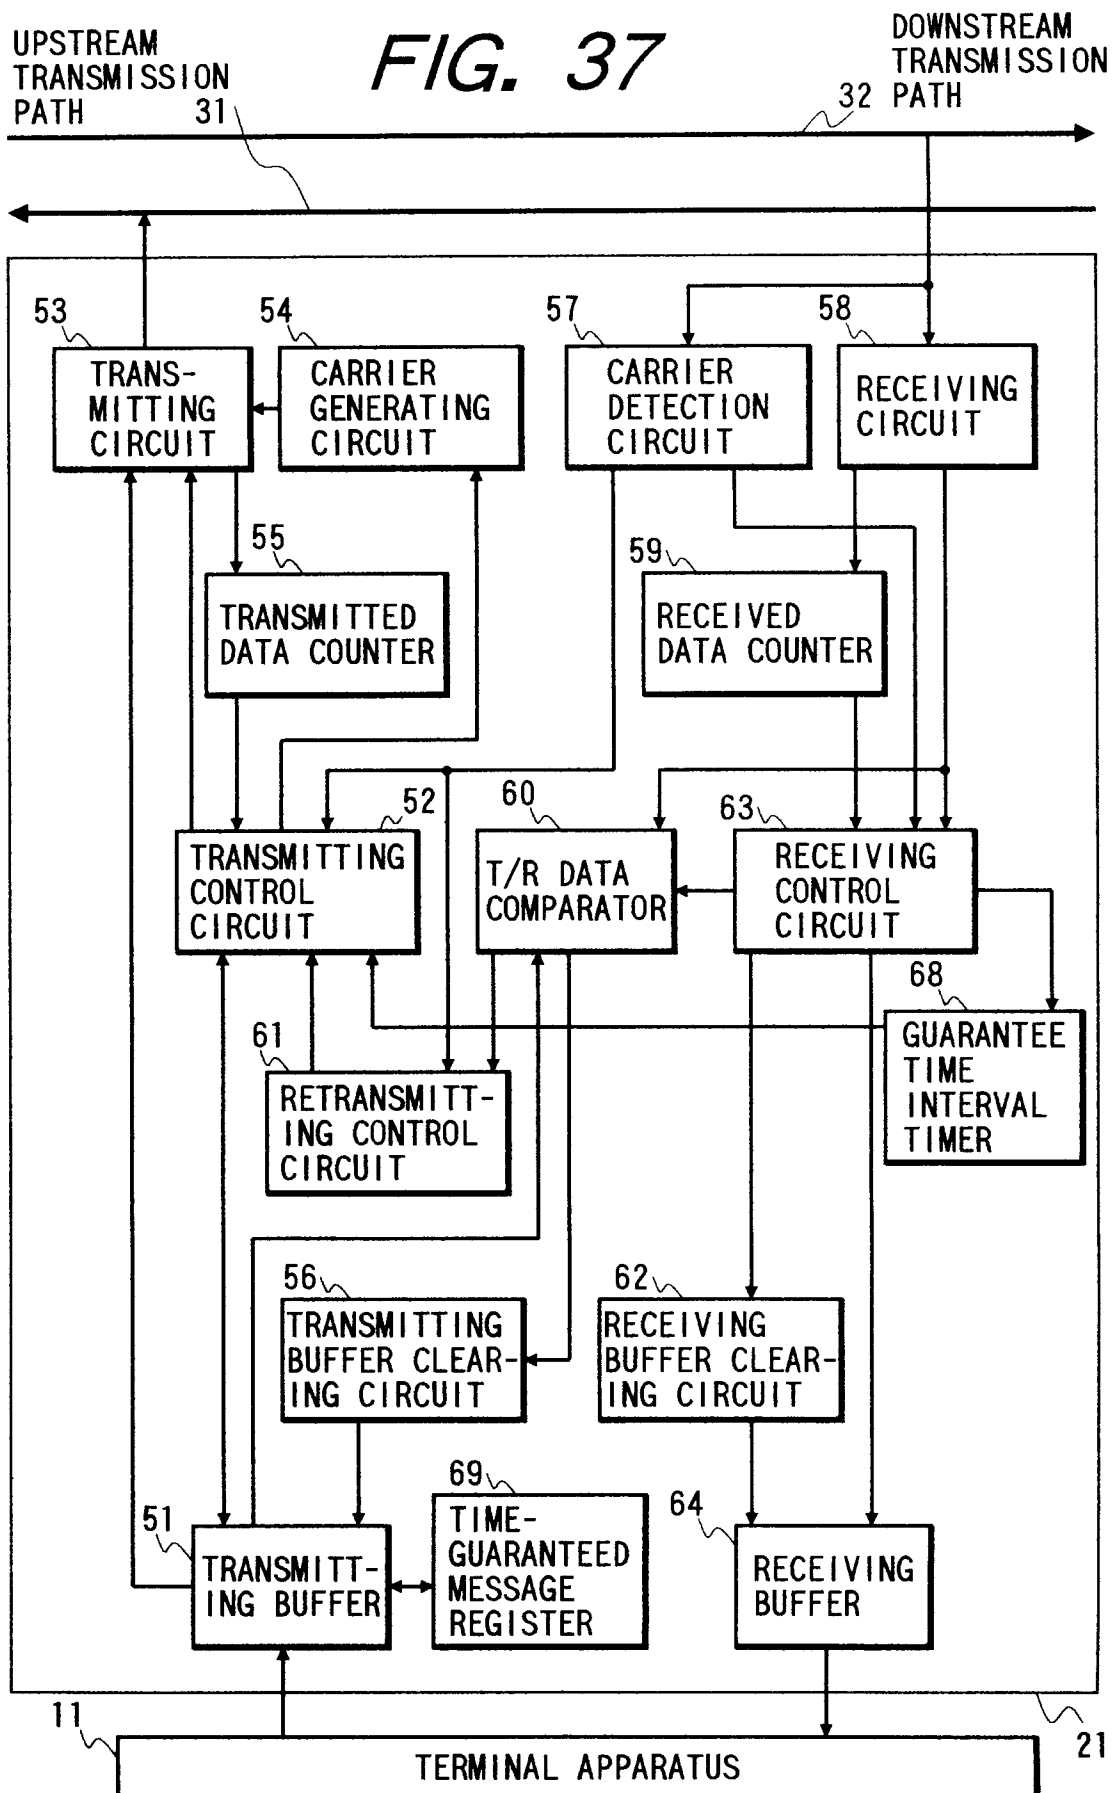 UPSTREAM
TRANSMISSION
PATH
31
FIG. 37
DOWNSTREAM
TRANSMISSION
PATH
32
53
TRANS-
MITTING
CIRCUIT
54
CARRIER
GENERATING
CIRCUIT
57
CARRIER
DETECTION
CIRCUIT
58
RECEIVING
CIRCUIT
55
TRANSMITTED
DATA COUNTER
59
RECEIVED
DATA COUNTER
52
TRANSMITTING
CONTROL
CIRCUIT
60
T/R DATA
COMPARATOR
63
RECEIVING
CONTROL
CIRCUIT
61
RETRANSMITT-
ING CONTROL
CIRCUIT
68
GUARANTEE
TIME
INTERVAL
TIMER
56
TRANSMITTING
BUFFER CLEAR-
ING CIRCUIT
62
RECEIVING
BUFFER CLEAR-
ING CIRCUIT
51
TRANSMITT-
ING BUFFER
69
TIME-
GUARANTEED
MESSAGE
REGISTER
64
RECEIVING
BUFFER
11
TERMINAL APPARATUS
21